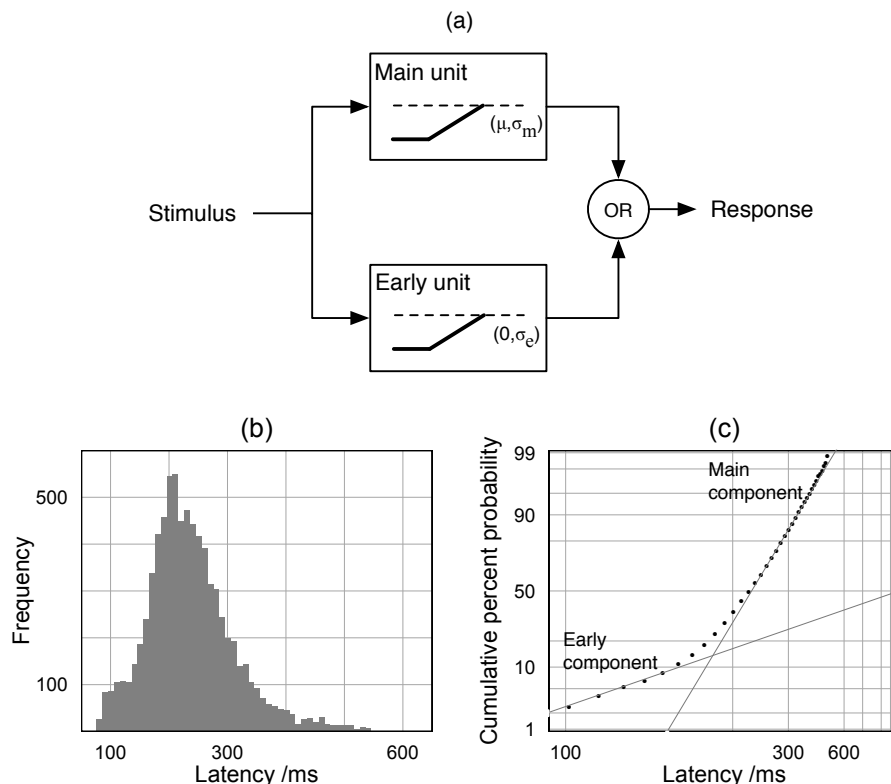 (a)
Main unit
(μ,σm)
Stimulus
OR
Response
Early unit
(0,σe)
(b)
500
100
Frequency
100
300
600
Latency /ms
(c)
99
90
50
10
1
Cumulative percent probability
Main
component
Early
component
100
300
600
Latency /ms